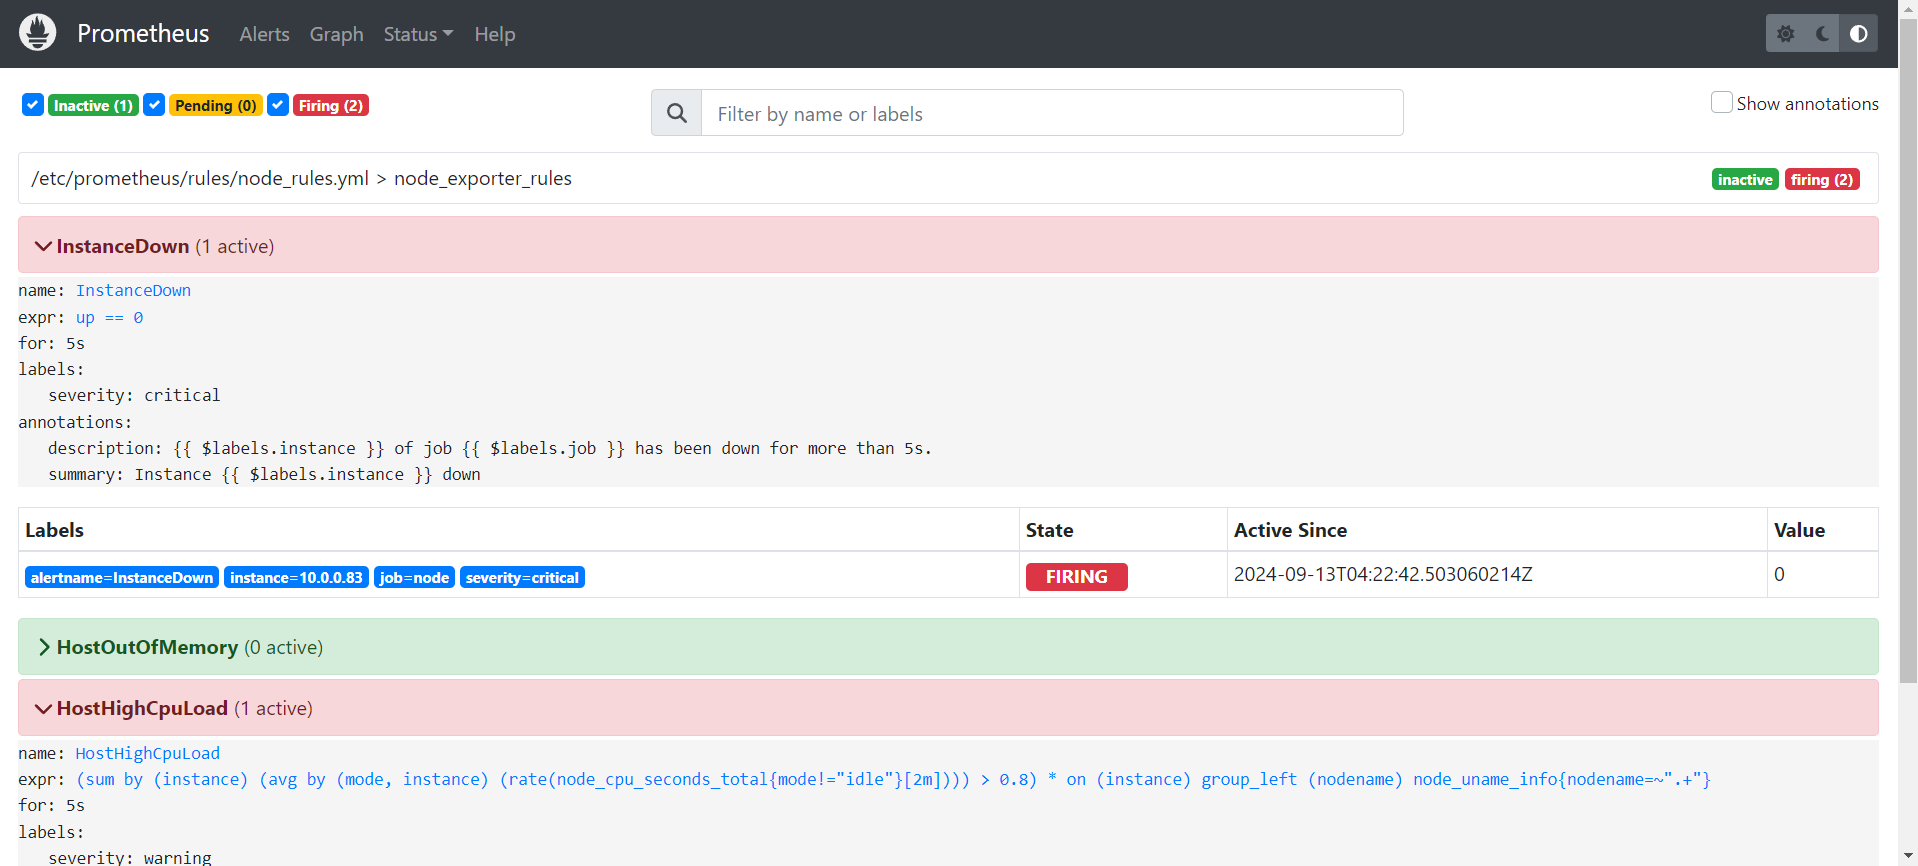 Prometheus Alerts Graph Status Help
Inactive (1) Pending (0) Firing (2)
Filter by name or labels
Show annotations
/etc/prometheus/rules/node_rules.yml > node_exporter_rules
inactive firing (2)
InstanceDown (1 active)
name: InstanceDown
expr: up == 0
for: 5s
labels:
severity: critical
annotations:
description: {{ $labels.instance }} of job {{ $labels.job }} has been down for more than 5s.
summary: Instance {{ $labels.instance }} down
Labels State Active Since Value
alertname=InstanceDown instance=10.0.0.83 job=node severity=critical FIRING 2024-09-13T04:22:42.503060214Z 0
HostOutOfMemory (0 active)
HostHighCpuLoad (1 active)
name: HostHighCpuLoad
expr: (sum by (instance) (avg by (mode, instance) (rate(node_cpu_seconds_total{mode!="idle"}[2m]))) > 0.8) * on (instance) group_left (nodename) node_uname_info{nodename=~".+"}
for: 5s
labels:
severity: warning